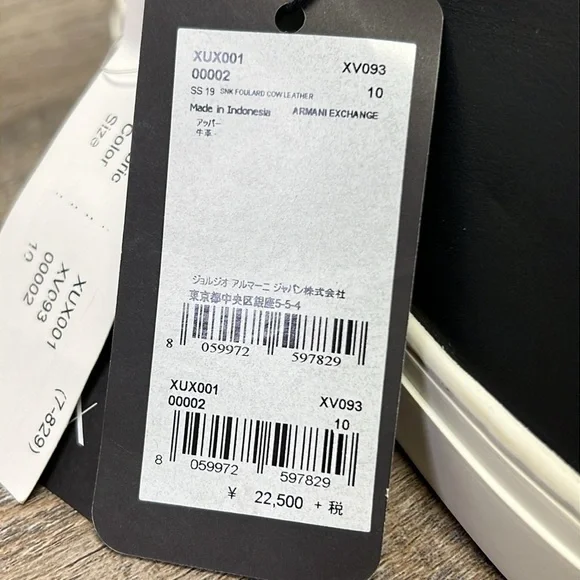 XUX001 XV093
00002 10
SS 19 SNK FOULARD COW LEATHER
Made in Indonesia ARMANI EXCHANGE
アッパー
牛革
ジョルジオ アルマーニ ジャパン株式会社
東京都中央区銀座5-5-4
8 059972 597829
XUX001 XV093
00002 10
8 059972 597829
¥ 22,500 + 税
Color
Size
XUX001
XV093
00002
10
(7-829)
X